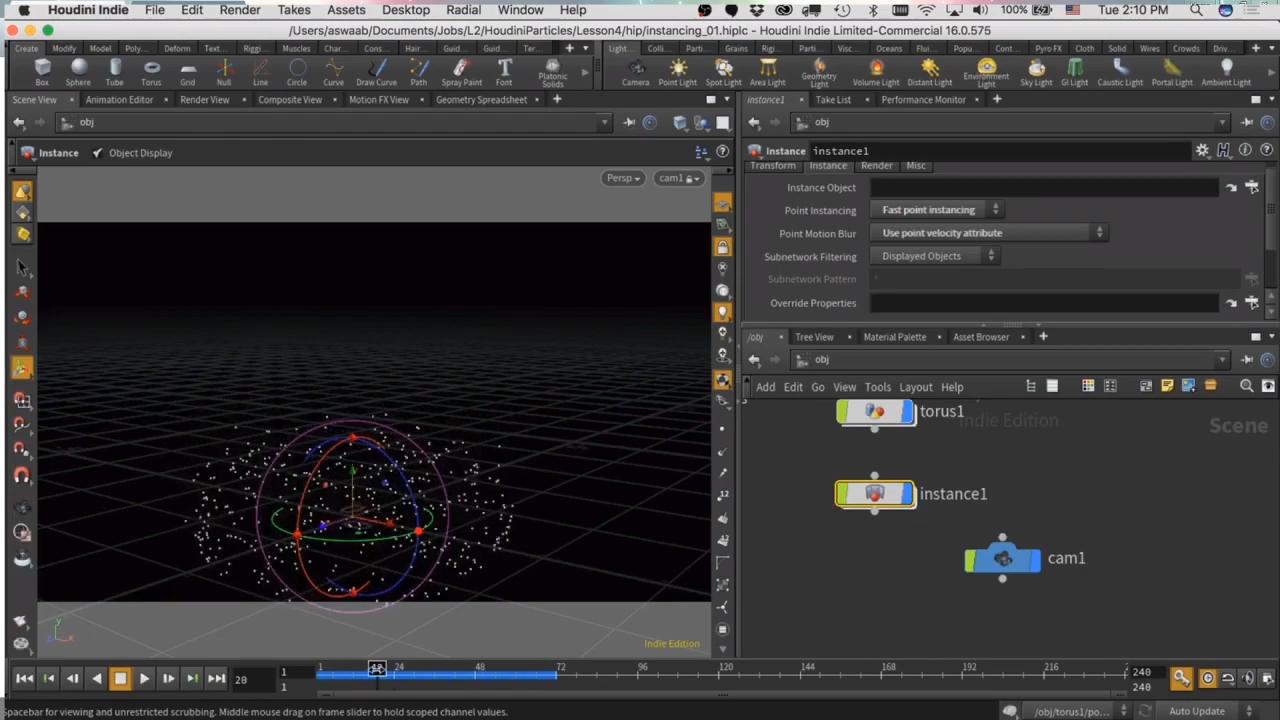 Houdini Indie File Edit Render Takes Assets Desktop Radial Window Help 100% Tue 2:10 PM
/Users/aswaab/Documents/Jobs/L2/HoudiniParticles/Lesson4/hip/instancing_01.hiplc - Houdini Indie Limited-Commercial 16.0.575
Create Modify Model Poly... Deform Text... Riggi... Muscles Char... Cons... Hair... Terr... Light... Colli... Parti... Grains Rigi... Parti... Visc... Oceans Flui... Popu... Cont... Pyro FX Cloth Solid Wires Crowds Driv...
Box Sphere Tube Torus Grid Null Line Circle Curve Draw Curve Path Spray Paint Font Platonic Solids Camera Point Light Spot Light Area Light Geometry Light Volume Light Distant Light Environment Light Sky Light GI Light Caustic Light Portal Light Ambient Light
Scene View Animation Editor Render View Composite View Motion FX View Geometry Spreadsheet
instance1 Take List Performance Monitor
obj
obj
Instance Object Display
Instance instance1
Transform Instance Render Misc
Persp cam1
Instance Object
Point Instancing Fast point instancing
Point Motion Blur Use point velocity attribute
Subnetwork Filtering Displayed Objects
Subnetwork Pattern *
Override Properties
/obj Tree View Material Palette Asset Browser
obj
Add Edit Go View Tools Layout Help
torus1
Indie Edition
Scene
instance1
cam1
Indie Edition
20 1 1 24 48 72 96 120 144 168 192 216 240
1 240
Spacebar for viewing and unrestricted scrubbing. Middle mouse drag on frame slider to hold scoped channel values.
/obj/torus1/po... Auto Update